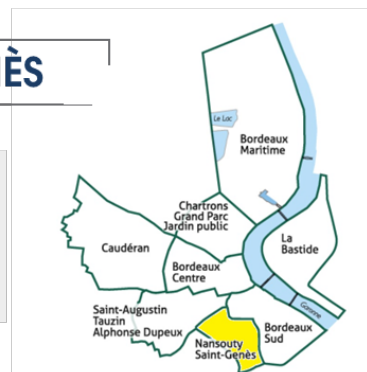 ÈS
Le Lac
Bordeaux
Maritime
Chartrons
Grand Parc
Jardin public
La
Bastide
Caudéran
Bordeaux
Centre
Saint-Augustin
Tauzin
Alphonse Dupeux
Garonne
Bordeaux
Sud
Nansouty
Saint-Genès